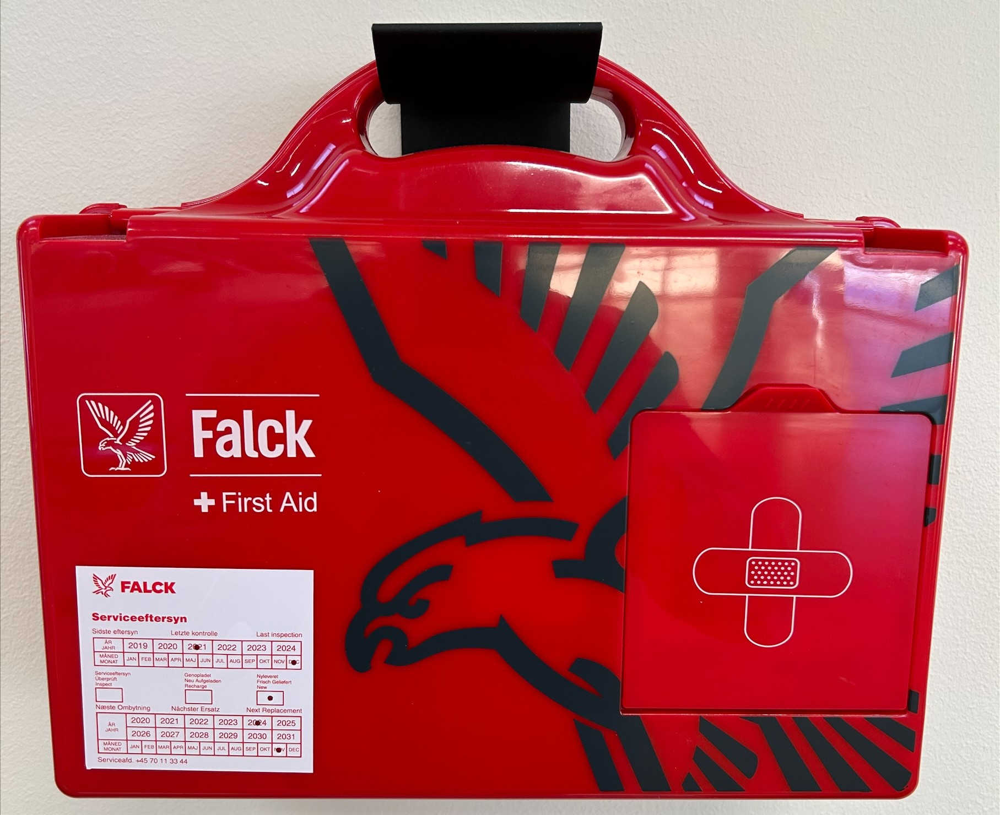 Falck
+ First Aid
FALCK
Serviceeftersyn
Sidste eftersyn Letzte kontrolle Last inspection
ÅR JAHR 2019 2020 2021 2022 2023 2024
MÅNED MONAT JAN FEB MAR APR MAJ JUN JUL AUG SEP OKT NOV DEC
Serviceeftersyn Genopladet Nyleveret
Überprüft Neu Aufgeladen Frisch Geliefert
Inspect Recharge New
Næste Ombytning Nächster Ersatz Next Replacement
ÅR JAHR 2020 2021 2022 2023 2024 2025
2026 2027 2028 2029 2030 2031
MÅNED MONAT JAN FEB MAR APR MAJ JUN JUL AUG SEP OKT NOV DEC
Serviceafd. +45 70 11 33 44